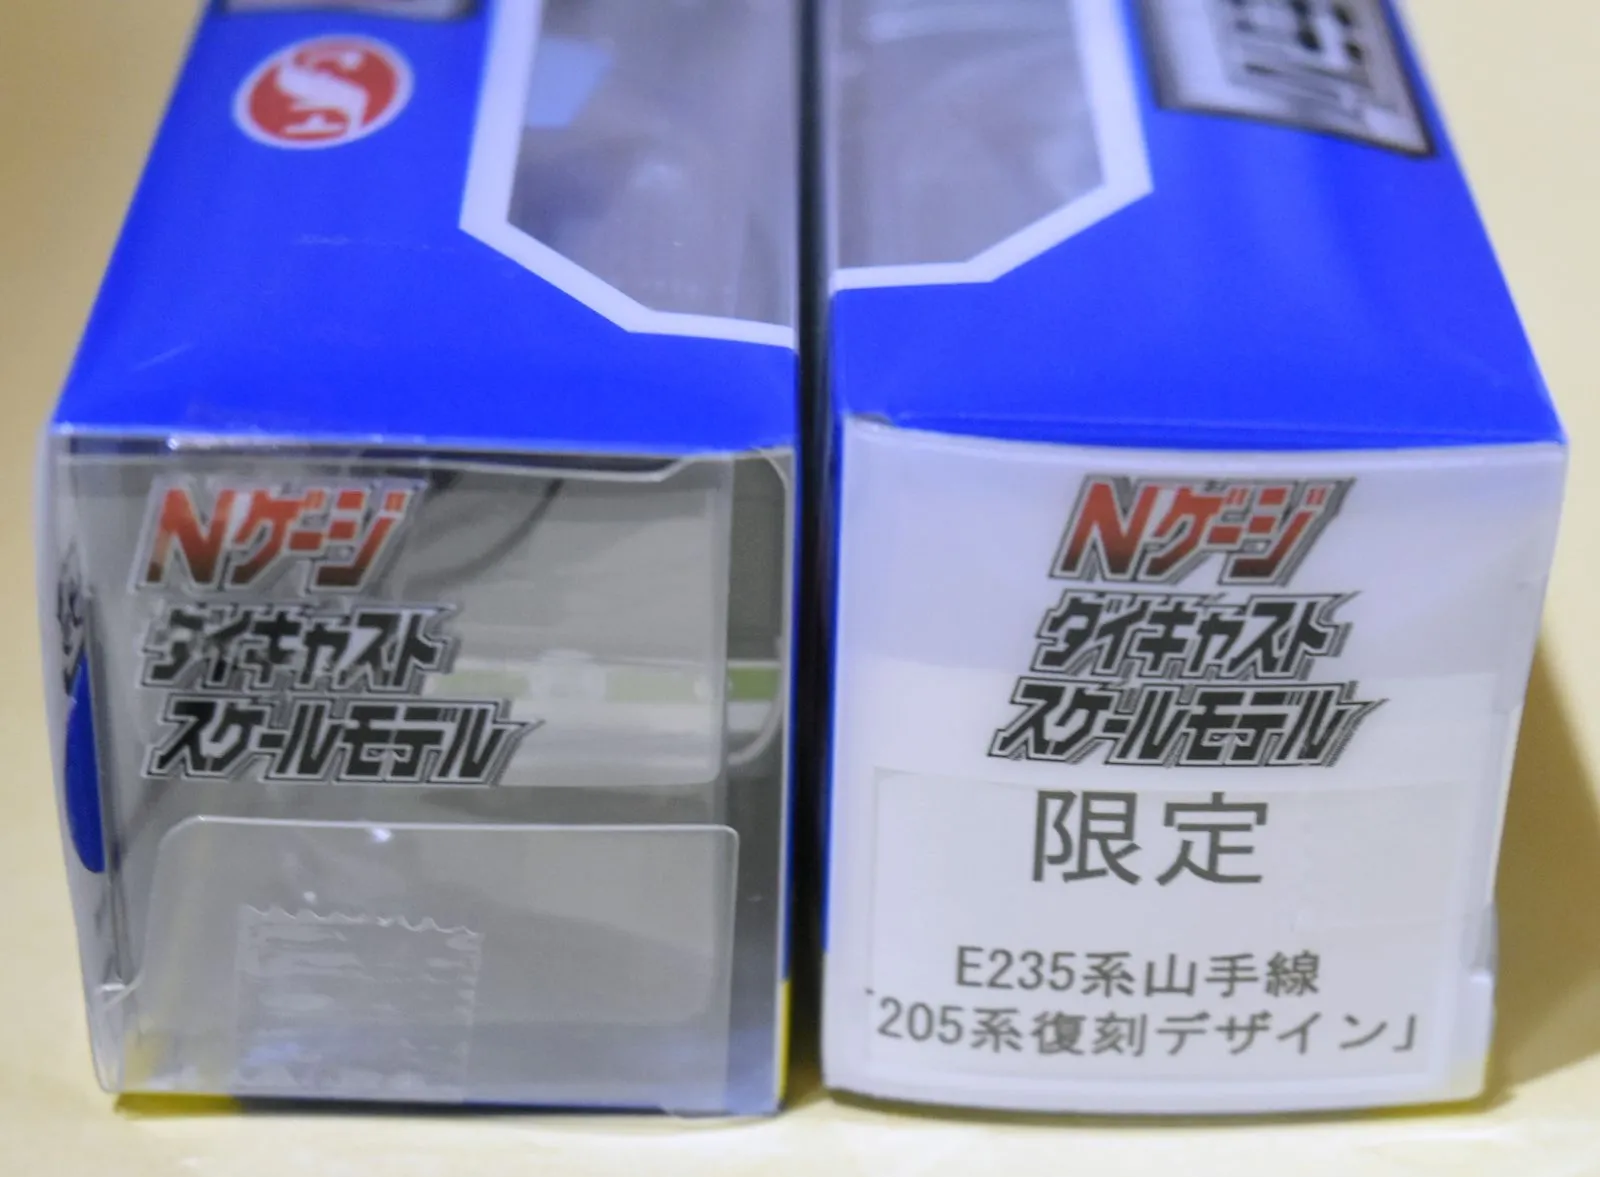 Nゲージ
ダイキャスト
スケールモデル
Nゲージ
ダイキャスト
スケールモデル
限定
E235系山手線
「205系復刻デザイン」